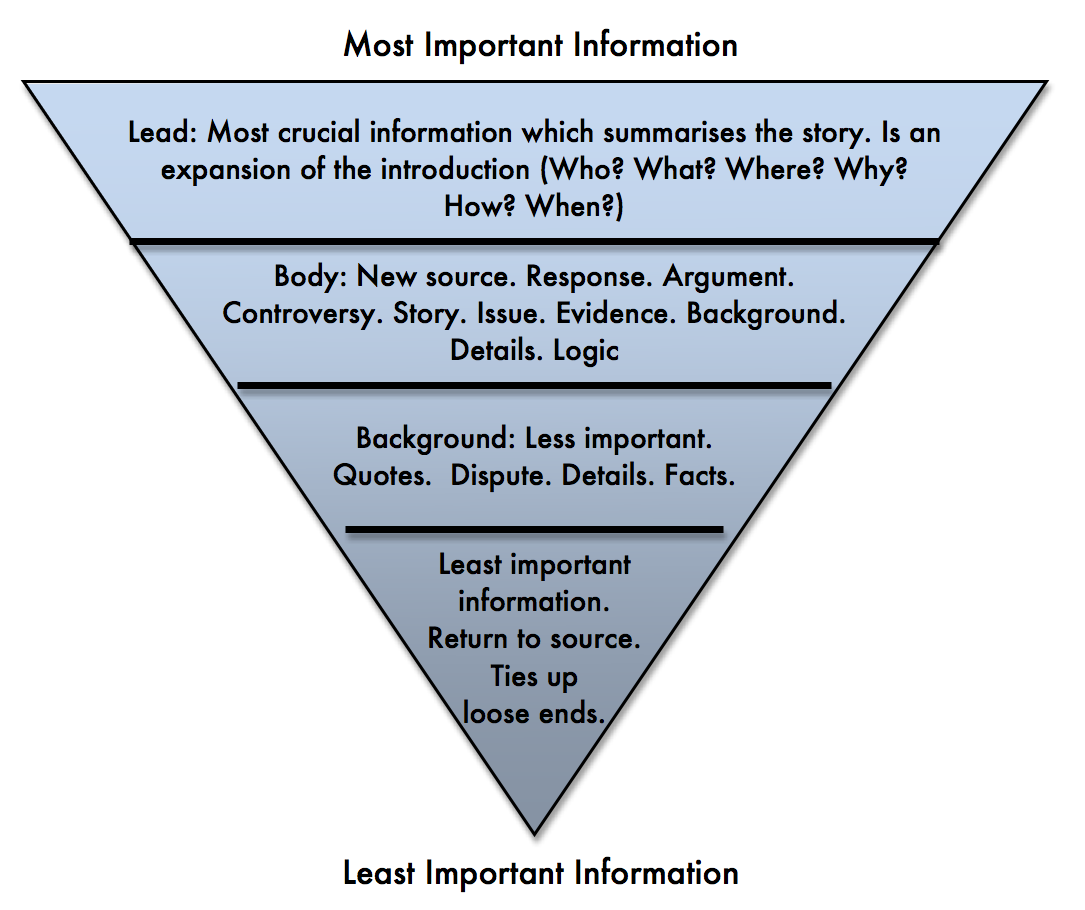 Most Important Information
Lead: Most crucial information which summarises the story. Is an
expansion of the introduction (Who? What? Where? Why?
How? When?)
Body: New source. Response. Argument.
Controversy. Story. Issue. Evidence. Background.
Details. Logic
Background: Less important.
Quotes.  Dispute. Details. Facts.
Least important
information.
Return to source.
Ties up
loose ends.
Least Important Information